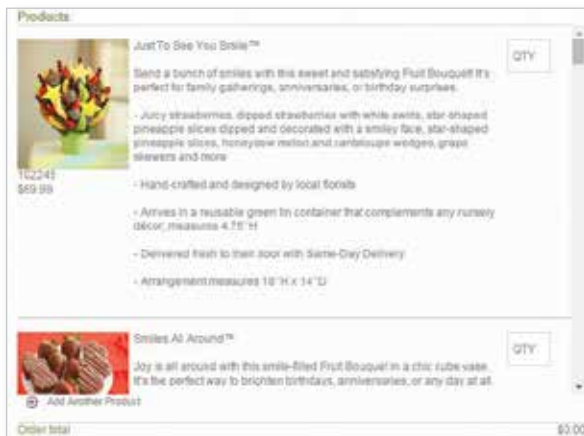 Products:
Just To See You Smile™
QTY
Send a bunch of smiles with this sweet and satisfying Fruit Bouquet! It's
perfect for family gatherings, anniversaries, or birthday surprises.
- Juicy strawberries, dipped strawberries with white swirls, star-shaped
pineapple slices dipped and decorated with a smiley face, star-shaped
pineapple slices, honeydew melon and cantaloupe wedges, grape
skewers and more
102245
$69.99
- Hand-crafted and designed by local florists
- Arrives in a reusable green tin container that complements any nursery
décor; measures 4.75"H
- Delivered fresh to their door with Same-Day Delivery
- Arrangement measures 18"H x 14"D
Smiles All Around™
QTY
Joy is all around with this smile-filled Fruit Bouquet in a chic cube vase.
It's the perfect way to brighten birthdays, anniversaries, or any day at all.
Add Another Product
Order total
$0.00